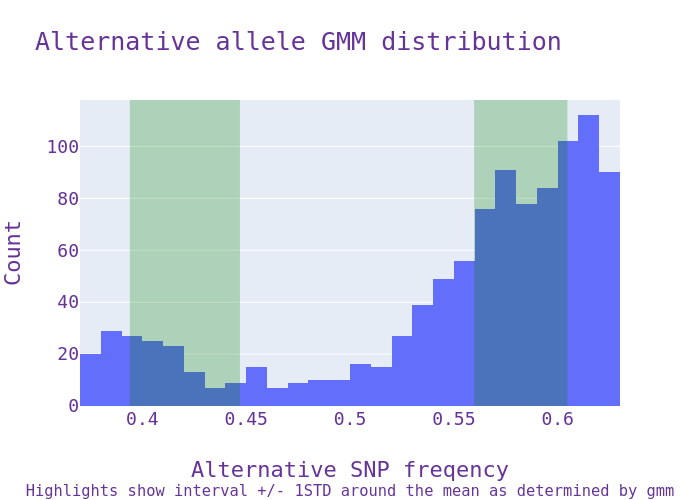 Alternative allele GMM distribution
100
80
60
40
20
0
Count
0.4 0.45 0.5 0.55 0.6
Alternative SNP freqency
Highlights show interval +/- 1STD around the mean as determined by gmm